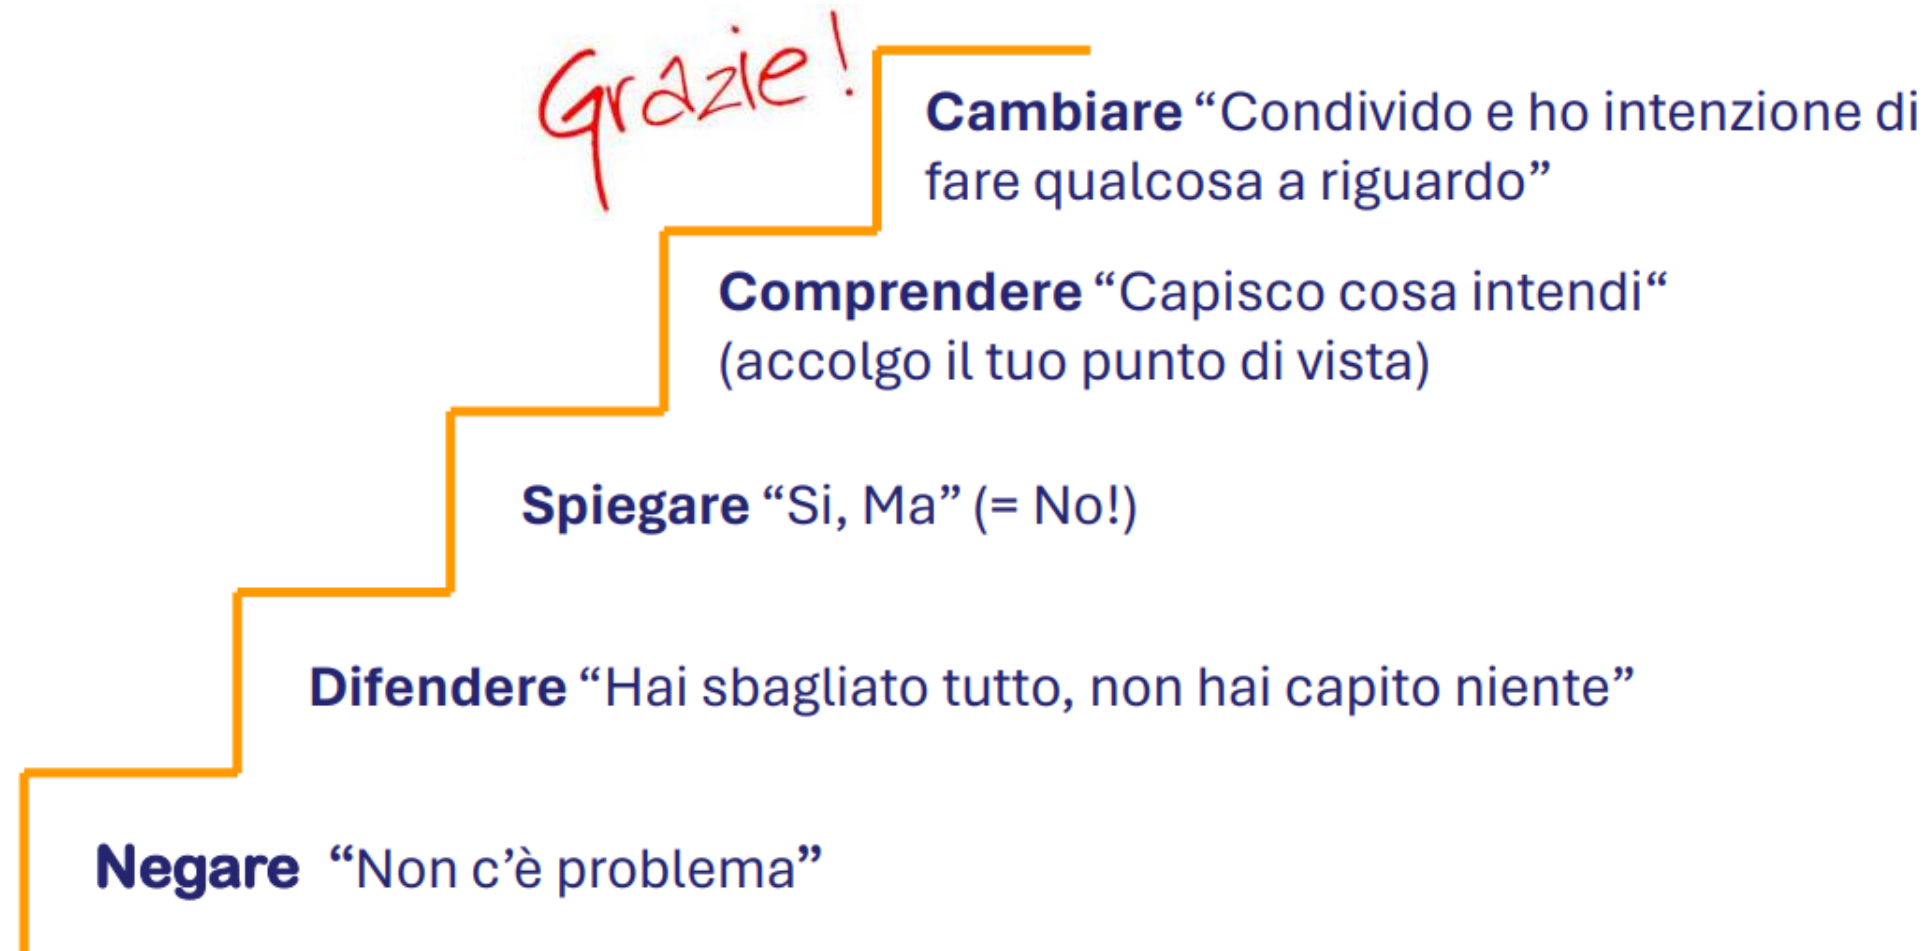 Grazie!
Cambiare “Condivido e ho intenzione di
fare qualcosa a riguardo”
Comprendere “Capisco cosa intendi“
(accolgo il tuo punto di vista)
Spiegare “Si, Ma” (= No!)
Difendere “Hai sbagliato tutto, non hai capito niente”
Negare “Non c’è problema”